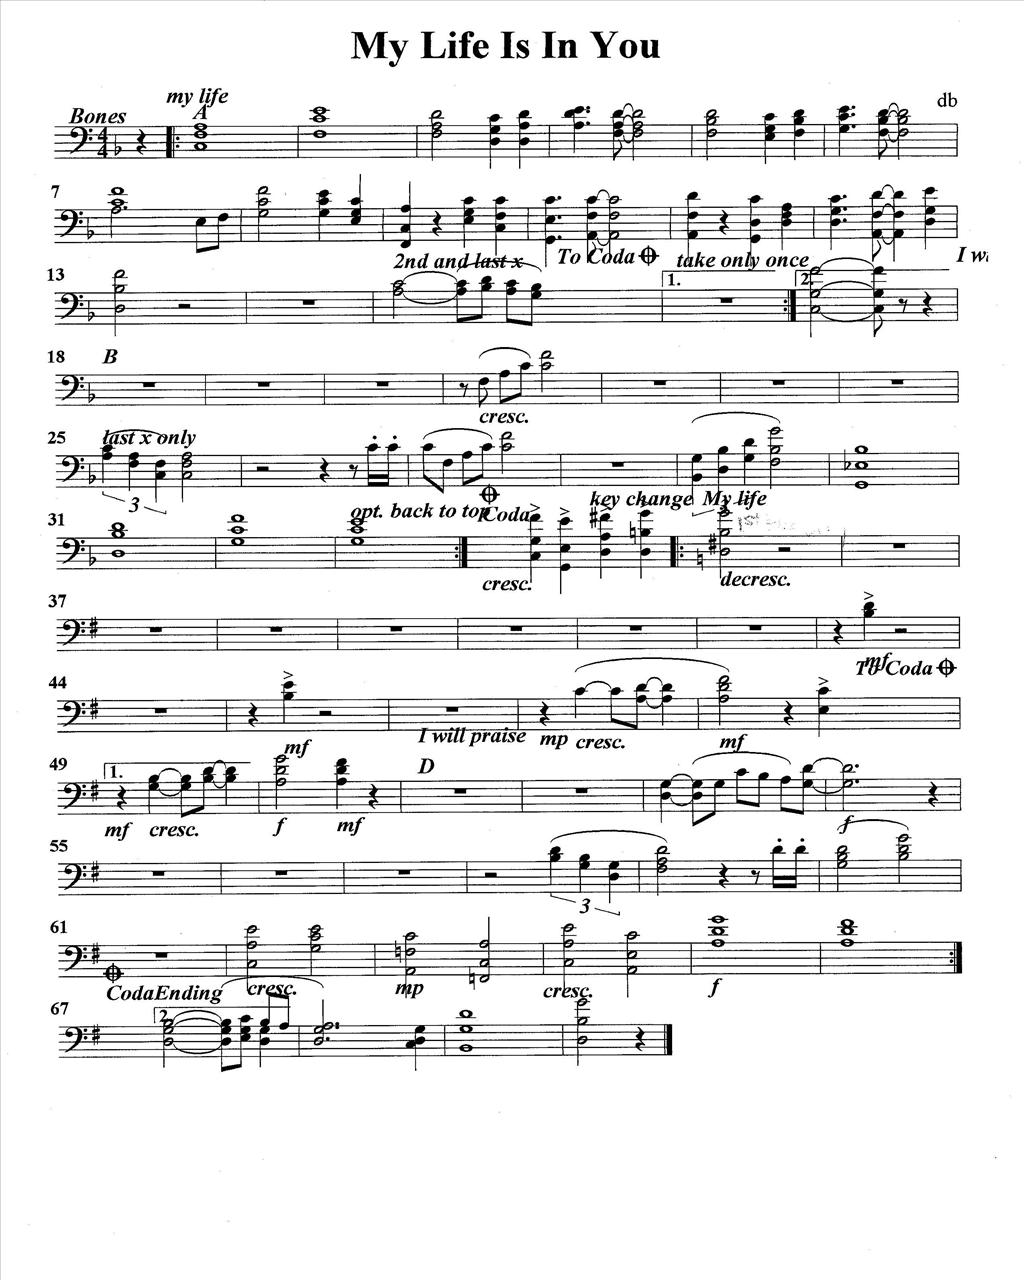 My Life Is In You
my life
Bones A db
4
4
7
2nd and last x To Coda take only once I wi
13 1. 2.
18 B
cresc.
25 last x only
3
opt. back to top Coda key change My life
31
cresc. decresc.
37
mf
To Coda
44
mf I will praise mp cresc. mf
49 1. D
mf cresc. f mf f
55
3
61
CodaEnding cresc. mp cresc. f
67 2.